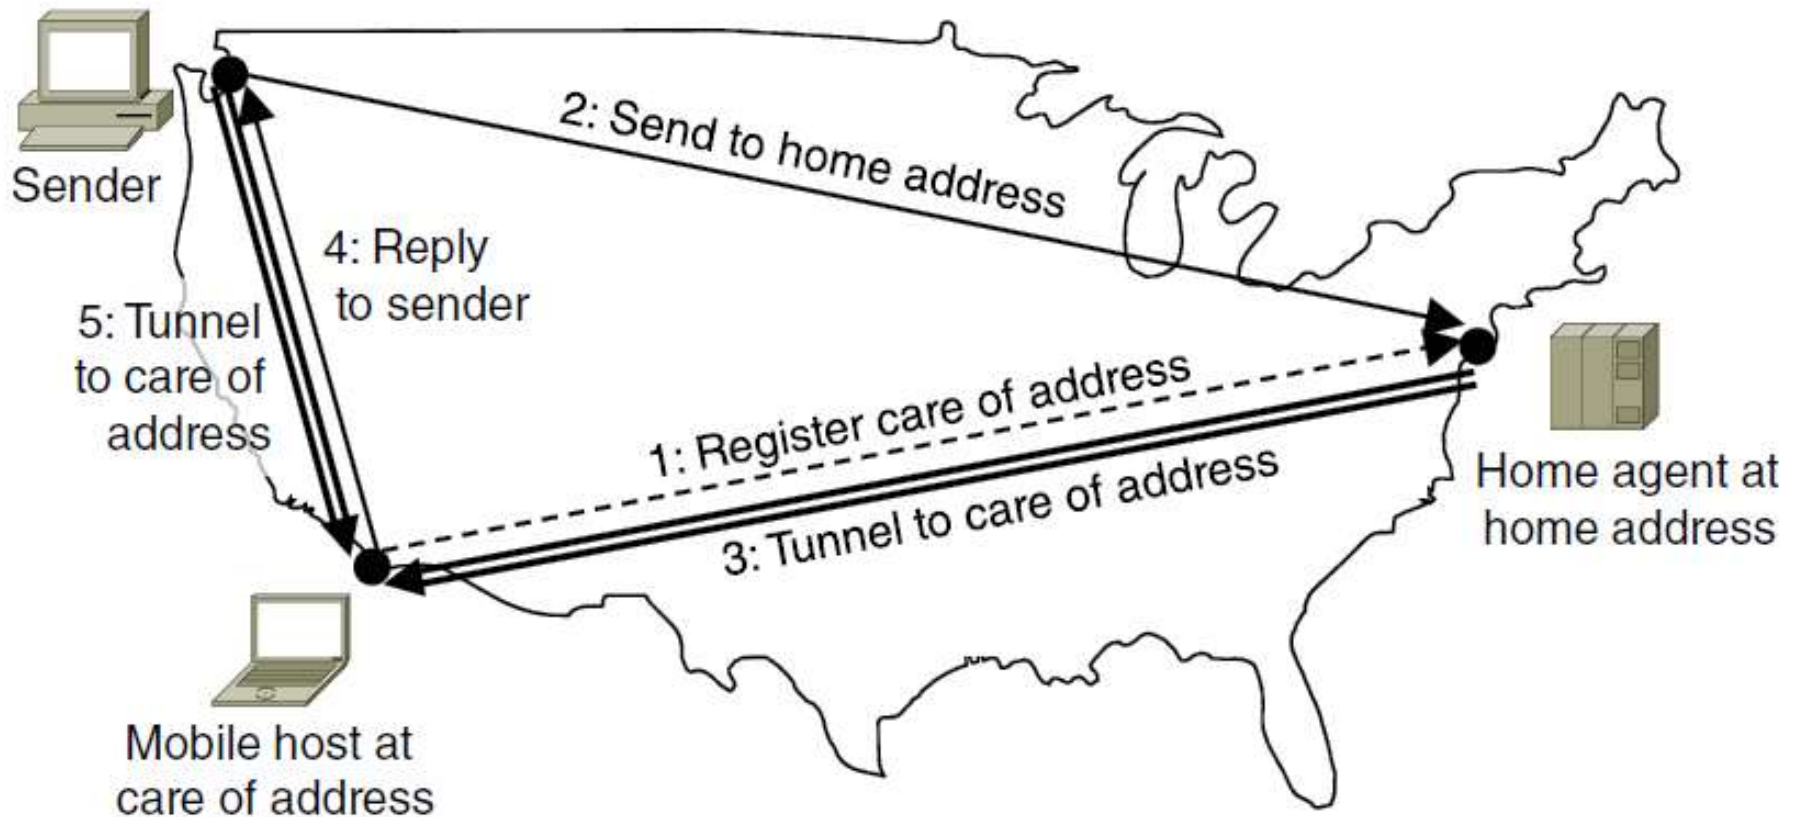 Sender
2: Send to home address
4: Reply
to sender
5: Tunnel
to care of
address
1: Register care of address
3: Tunnel to care of address
Home agent at
home address
Mobile host at
care of address